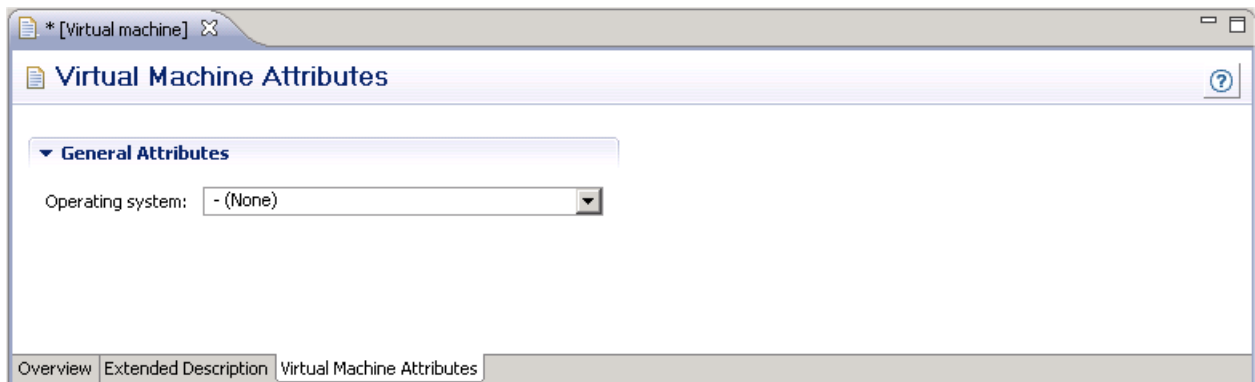 * [Virtual machine]
Virtual Machine Attributes
General Attributes
Operating system: - (None)
Overview Extended Description Virtual Machine Attributes